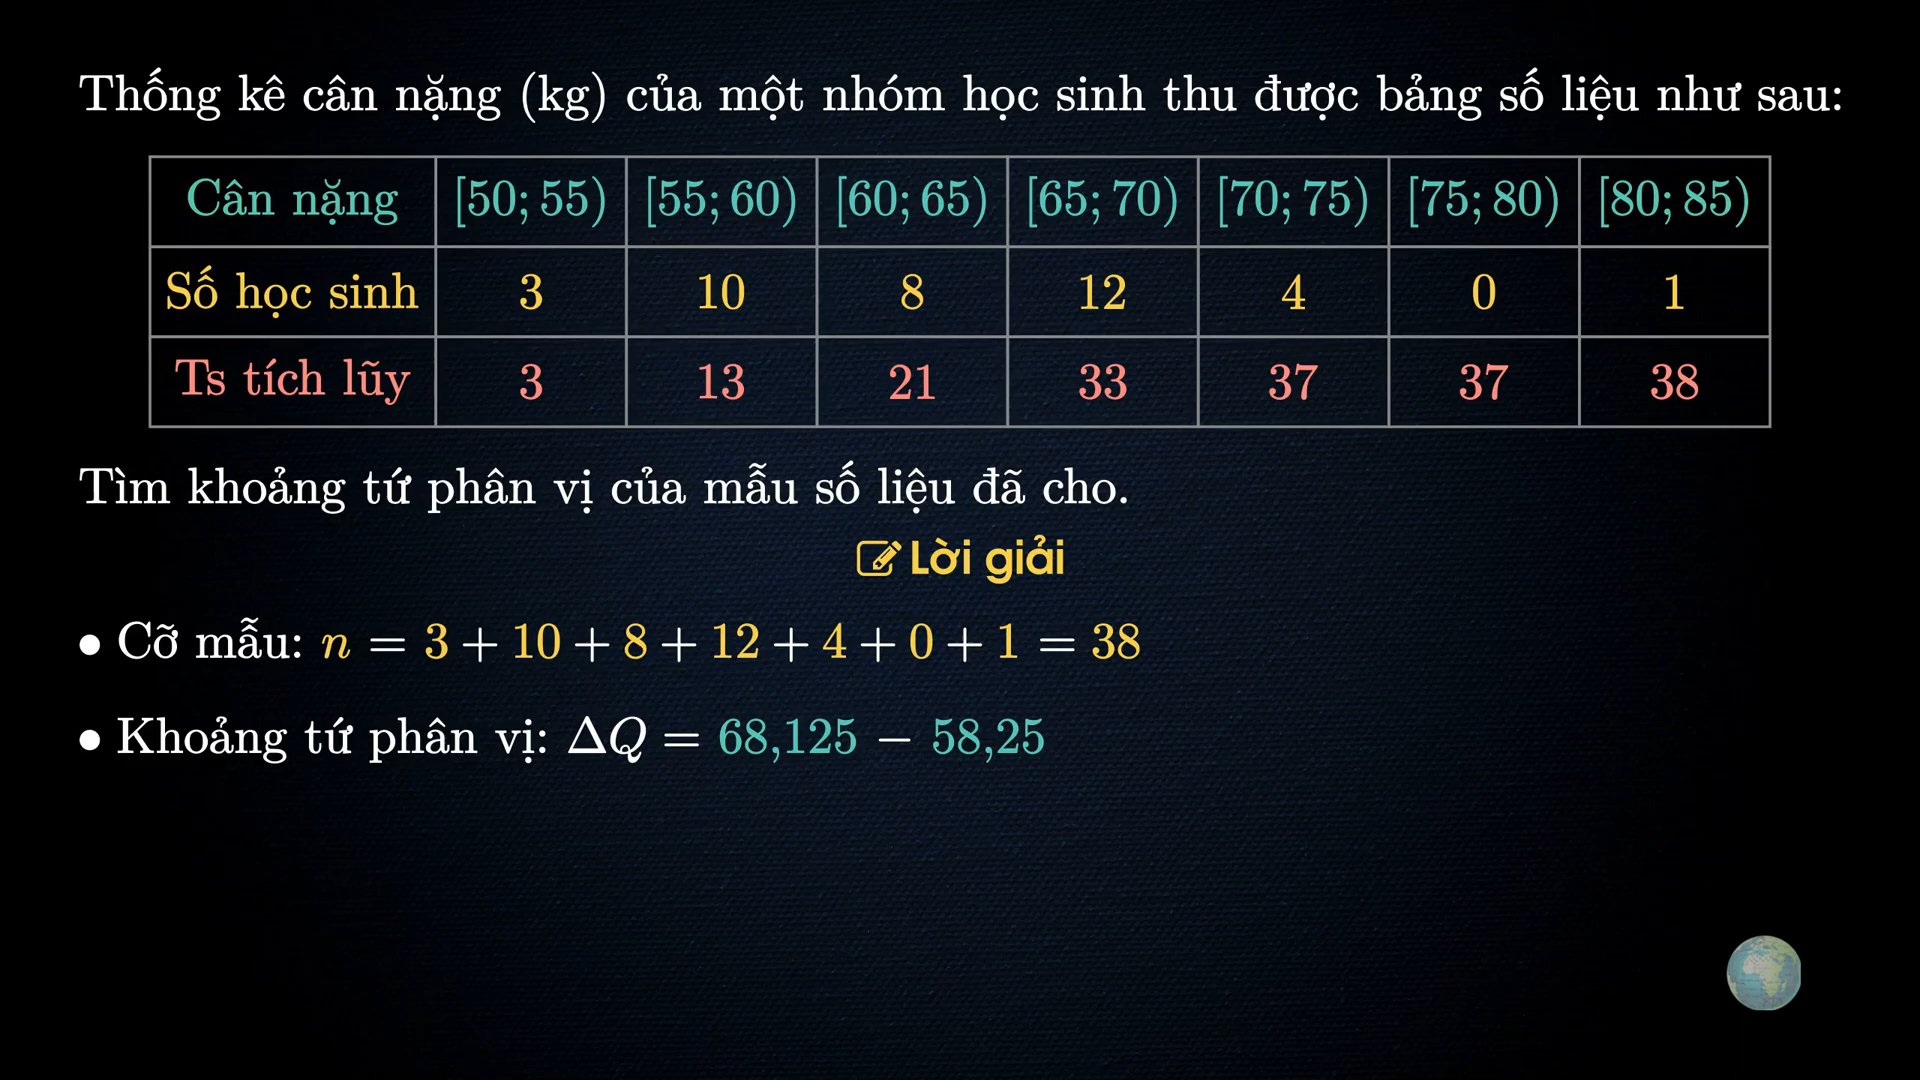 Thống kê cân nặng (kg) của một nhóm học sinh thu được bảng số liệu như sau:
Cân nặng [50; 55) [55; 60) [60; 65) [65; 70) [70; 75) [75; 80) [80; 85)
Số học sinh 3 10 8 12 4 0 1
Ts tích lũy 3 13 21 33 37 37 38
Tìm khoảng tứ phân vị của mẫu số liệu đã cho.
Lời giải
• Cỡ mẫu: n = 3 + 10 + 8 + 12 + 4 + 0 + 1 = 38
• Khoảng tứ phân vị: ΔQ = 68,125 − 58,25